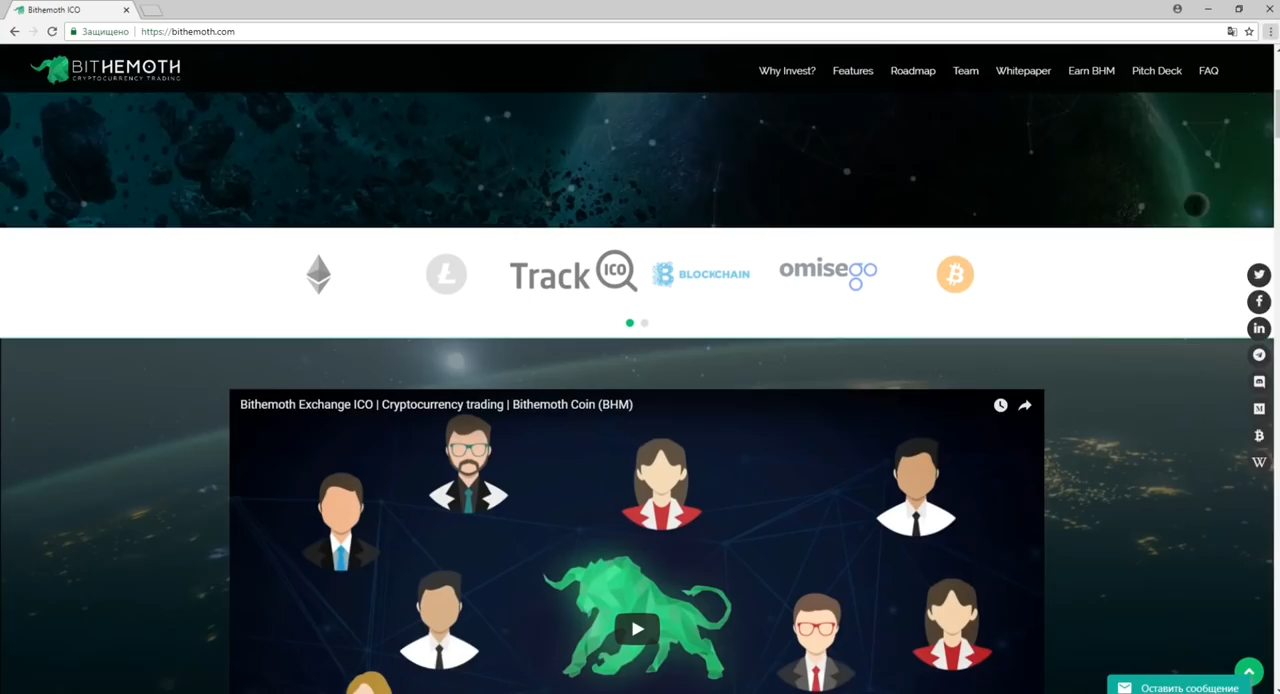 Bithemoth ICO
Защищено
https://bithemoth.com
BITHEMOTH
CRYPTOCURRENCY TRADING
Why Invest? Features Roadmap Team Whitepaper Earn BHM Pitch Deck FAQ
Track ICO
BLOCKCHAIN
omisego
Bithemoth Exchange ICO | Cryptocurrency trading | Bithemoth Coin (BHM)
Оставить сообщение